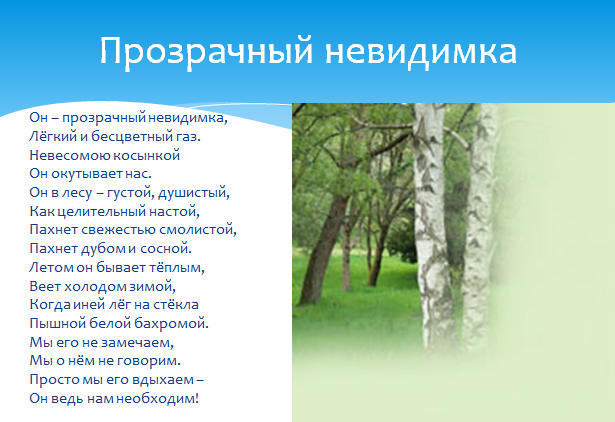 Прозрачный невидимка
Он – прозрачный невидимка,
Лёгкий и бесцветный газ.
Невесомою косынкой
Он окутывает нас.
Он в лесу – густой, душистый,
Как целительный настой,
Пахнет свежестью смолистой,
Пахнет дубом и сосной.
Летом он бывает тёплым,
Веет холодом зимой,
Когда иней лёг на стёкла
Пышной белой бахромой.
Мы его не замечаем,
Мы о нём не говорим.
Просто мы его вдыхаем –
Он ведь нам необходим!